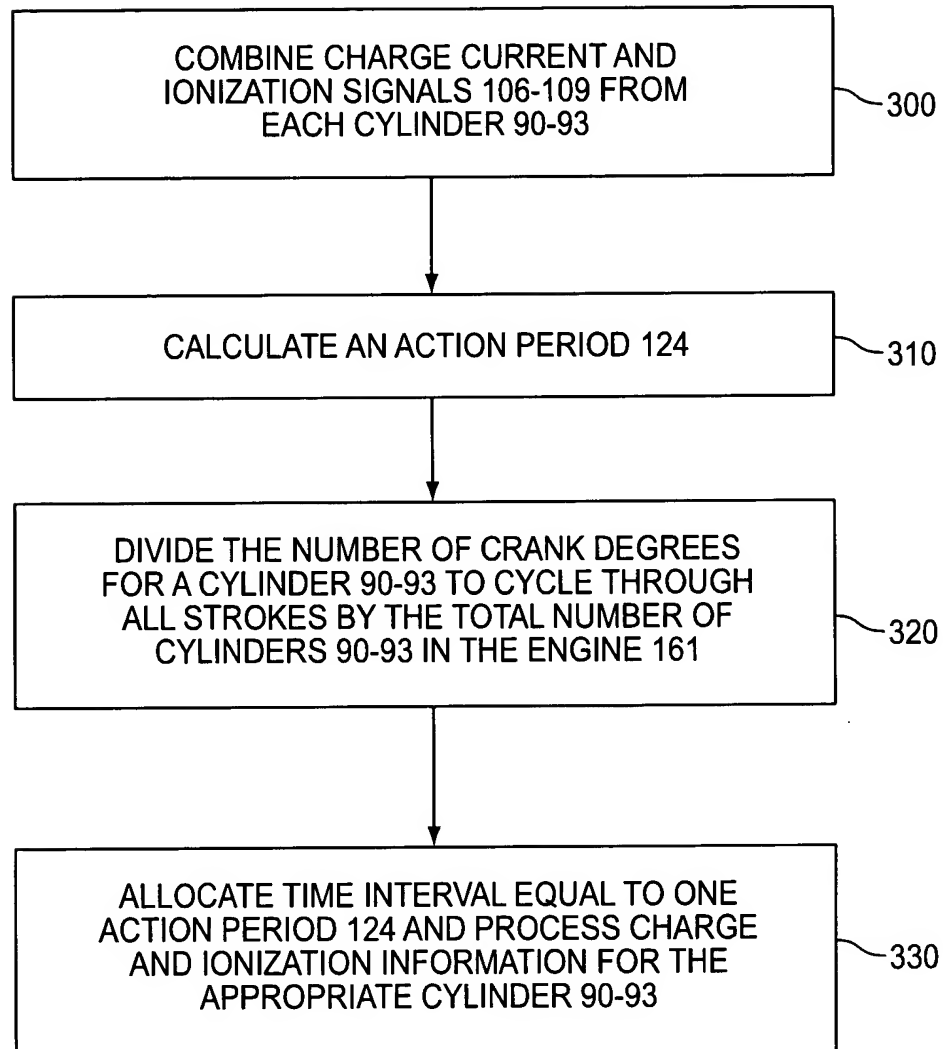 COMBINE CHARGE CURRENT AND
IONIZATION SIGNALS 106-109 FROM
EACH CYLINDER 90-93
300
CALCULATE AN ACTION PERIOD 124
310
DIVIDE THE NUMBER OF CRANK DEGREES
FOR A CYLINDER 90-93 TO CYCLE THROUGH
ALL STROKES BY THE TOTAL NUMBER OF
CYLINDERS 90-93 IN THE ENGINE 161
320
ALLOCATE TIME INTERVAL EQUAL TO ONE
ACTION PERIOD 124 AND PROCESS CHARGE
AND IONIZATION INFORMATION FOR THE
APPROPRIATE CYLINDER 90-93
330